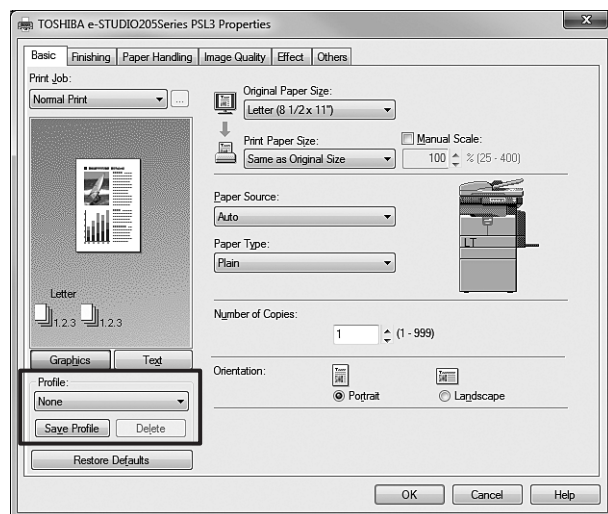 TOSHIBA e-STUDIO205Series PSL3 Properties
Basic Finishing Paper Handling Image Quality Effect Others
Print Job:
Normal Print ...
Original Paper Size:
Letter (8 1/2 x 11")
Print Paper Size:
Same as Original Size
Manual Scale:
100 % (25 - 400)
Letter
1.2.3 1.2.3
Graphics Text
Profile:
None
Save Profile Delete
Restore Defaults
Paper Source:
Auto
Paper Type:
Plain
LT
Number of Copies:
1 (1 - 999)
Orientation:
Portrait Landscape
OK Cancel Help